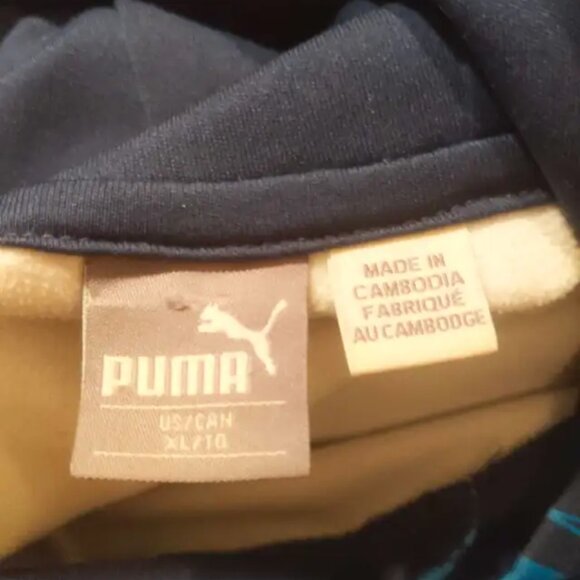 PUMA
US/CAN
XL/TG
MADE IN
CAMBODIA
FABRIQUÉ
AU CAMBODGE